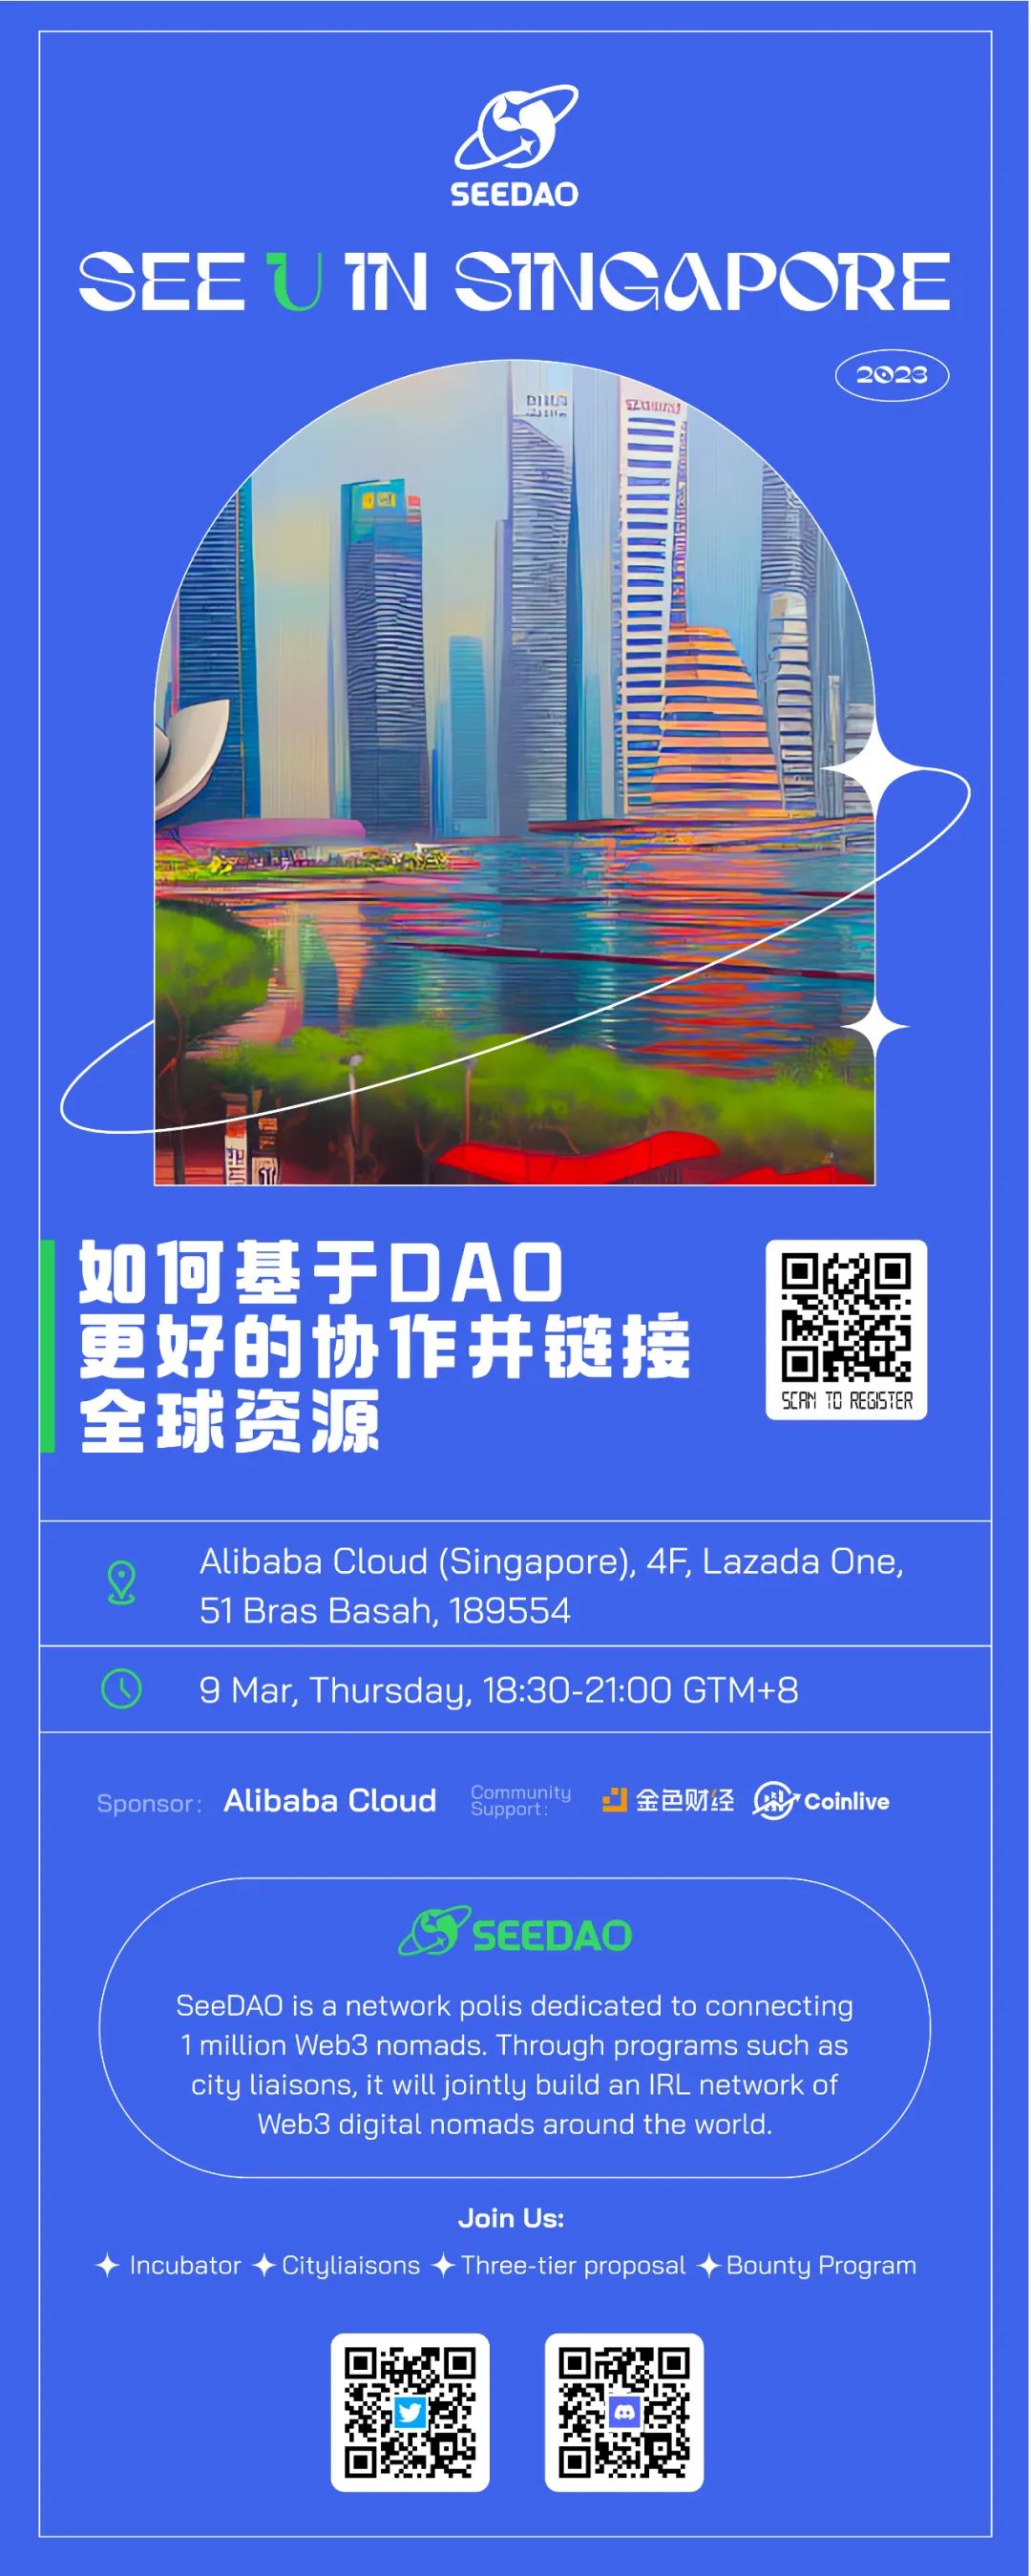 SEEDAO
SEE U IN SINGAPORE
2023
如何基于DAO
更好的协作并链接
全球资源
SCAN TO REGISTER
Alibaba Cloud (Singapore), 4F, Lazada One,
51 Bras Basah, 189554
9 Mar, Thursday, 18:30-21:00 GTM+8
Sponsor: Alibaba Cloud
Community
Support:
金色财经 Coinlive
SEEDAO
SeeDAO is a network polis dedicated to connecting
1 million Web3 nomads. Through programs such as
city liaisons, it will jointly build an IRL network of
Web3 digital nomads around the world.
Join Us:
Incubator Cityliaisons Three-tier proposal Bounty Program